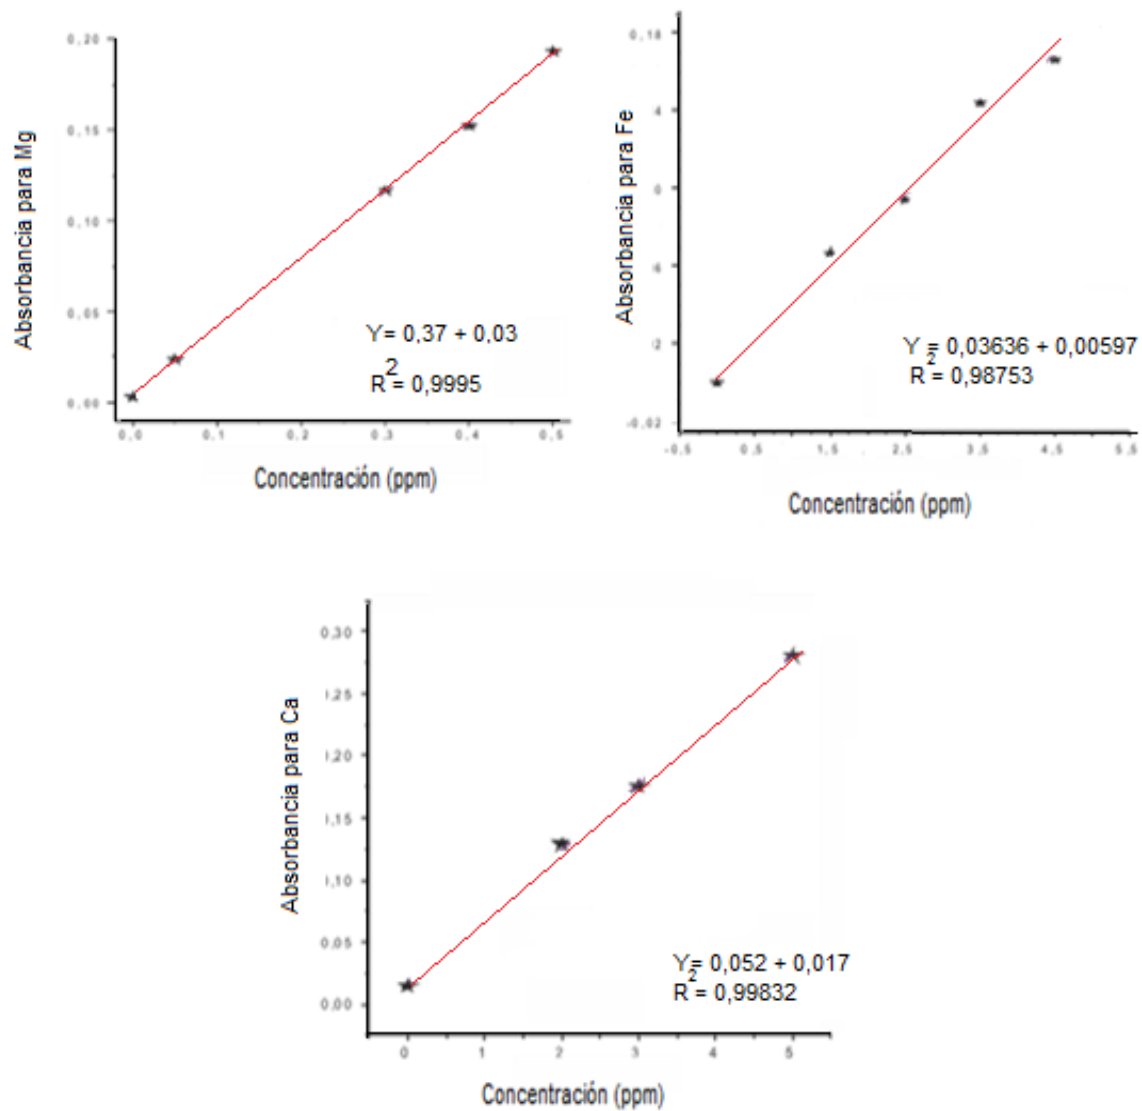 Absorbancia para Mg
0,20
0,15
0,10
0,05
0,00
0,0 0,1 0,2 0,3 0,4 0,5
Concentración (ppm)
Y= 0,37 + 0,03
2
R = 0,9995
Absorbancia para Fe
0,18
4
0
6
2
-0,02
-0,5 0,5 1,5 2,5 3,5 4,5 5,5
Concentración (ppm)
Y = 0,03636 + 0,00597
2
R = 0,98753
Absorbancia para Ca
0,30
,25
,20
,15
,10
0,05
0,00
0 1 2 3 4 5
Concentración (ppm)
Y= 0,052 + 0,017
2
R = 0,99832